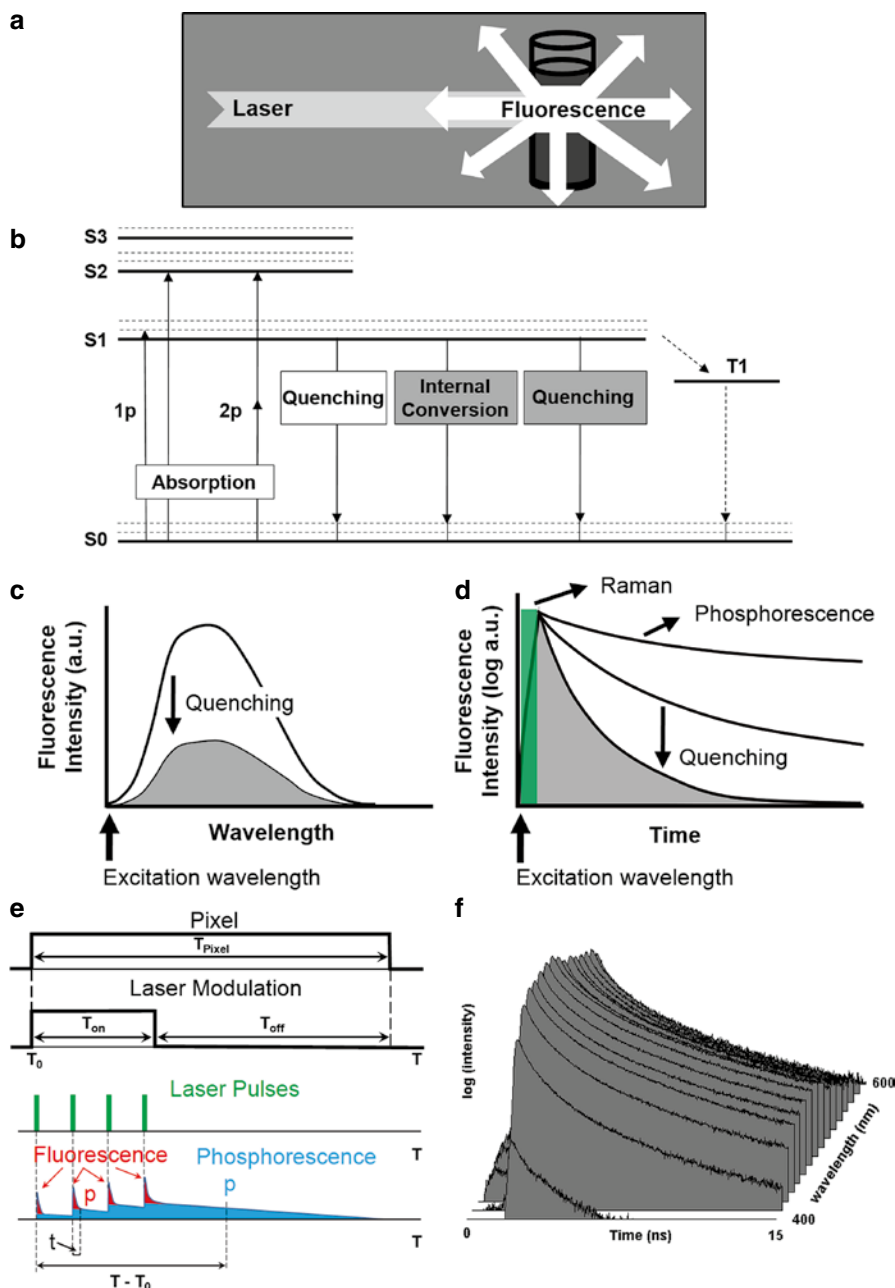 a
Laser
Fluorescence
b
S3
S2
S1
T1
Quenching
Internal
Conversion
Quenching
1p
2p
Absorption
S0
c
Fluorescence
Intensity (a.u.)
Quenching
Wavelength
Excitation wavelength
d
Raman
Phosphorescence
Fluorescence
Intensity (log a.u.)
Quenching
Time
Excitation wavelength
e
Pixel
TPixel
Laser Modulation
Ton
Toff
T0
T
Laser Pulses
T
Fluorescence
Phosphorescence
p
p
t
T
T - T0
f
log (intensity)
600
wavelength (nm)
400
0
Time (ns)
15